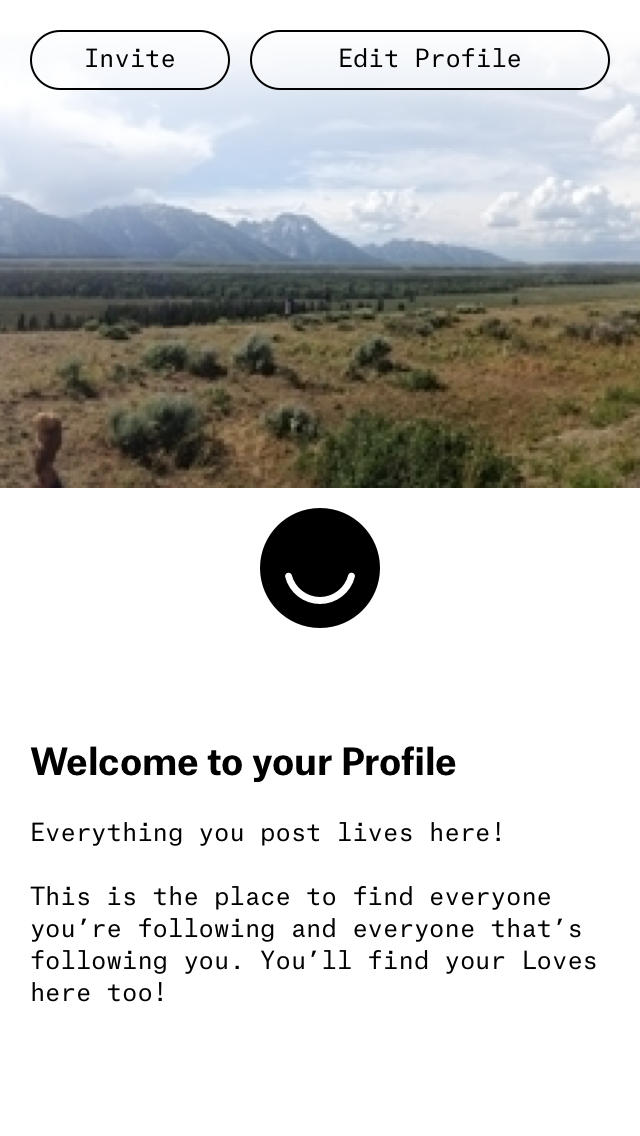 Invite
Edit Profile
Welcome to your Profile
Everything you post lives here!
This is the place to find everyone
you’re following and everyone that’s
following you. You’ll find your Loves
here too!